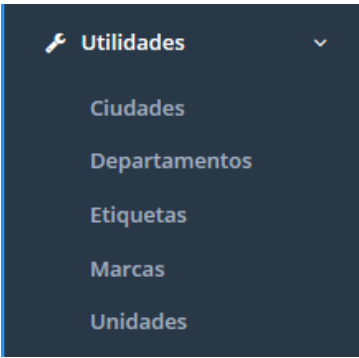 Utilidades
Ciudades
Departamentos
Etiquetas
Marcas
Unidades